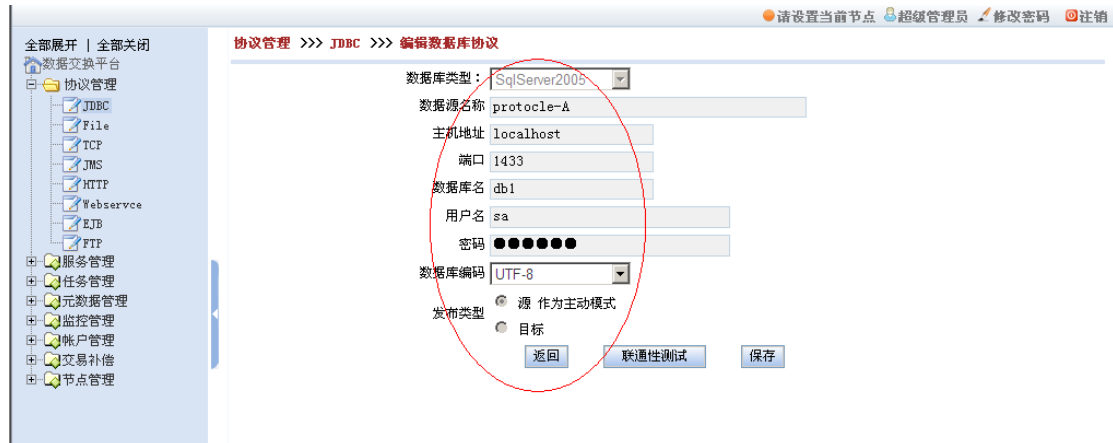 请设置当前节点 超级管理员 修改密码 注销
全部展开 | 全部关闭
数据交换平台
协议管理
JDBC
File
TCP
JMS
HTTP
Webservce
EJB
FTP
服务管理
任务管理
元数据管理
监控管理
帐户管理
交易补偿
节点管理
协议管理 >>> JDBC >>> 编辑数据库协议
数据库类型： SqlServer2005
数据源名称 protocle-A
主机地址 localhost
端口 1433
数据库名 db1
用户名 sa
密码 ●●●●●●
数据库编码 UTF-8
发布类型 源 作为主动模式
目标
返回 联通性测试 保存